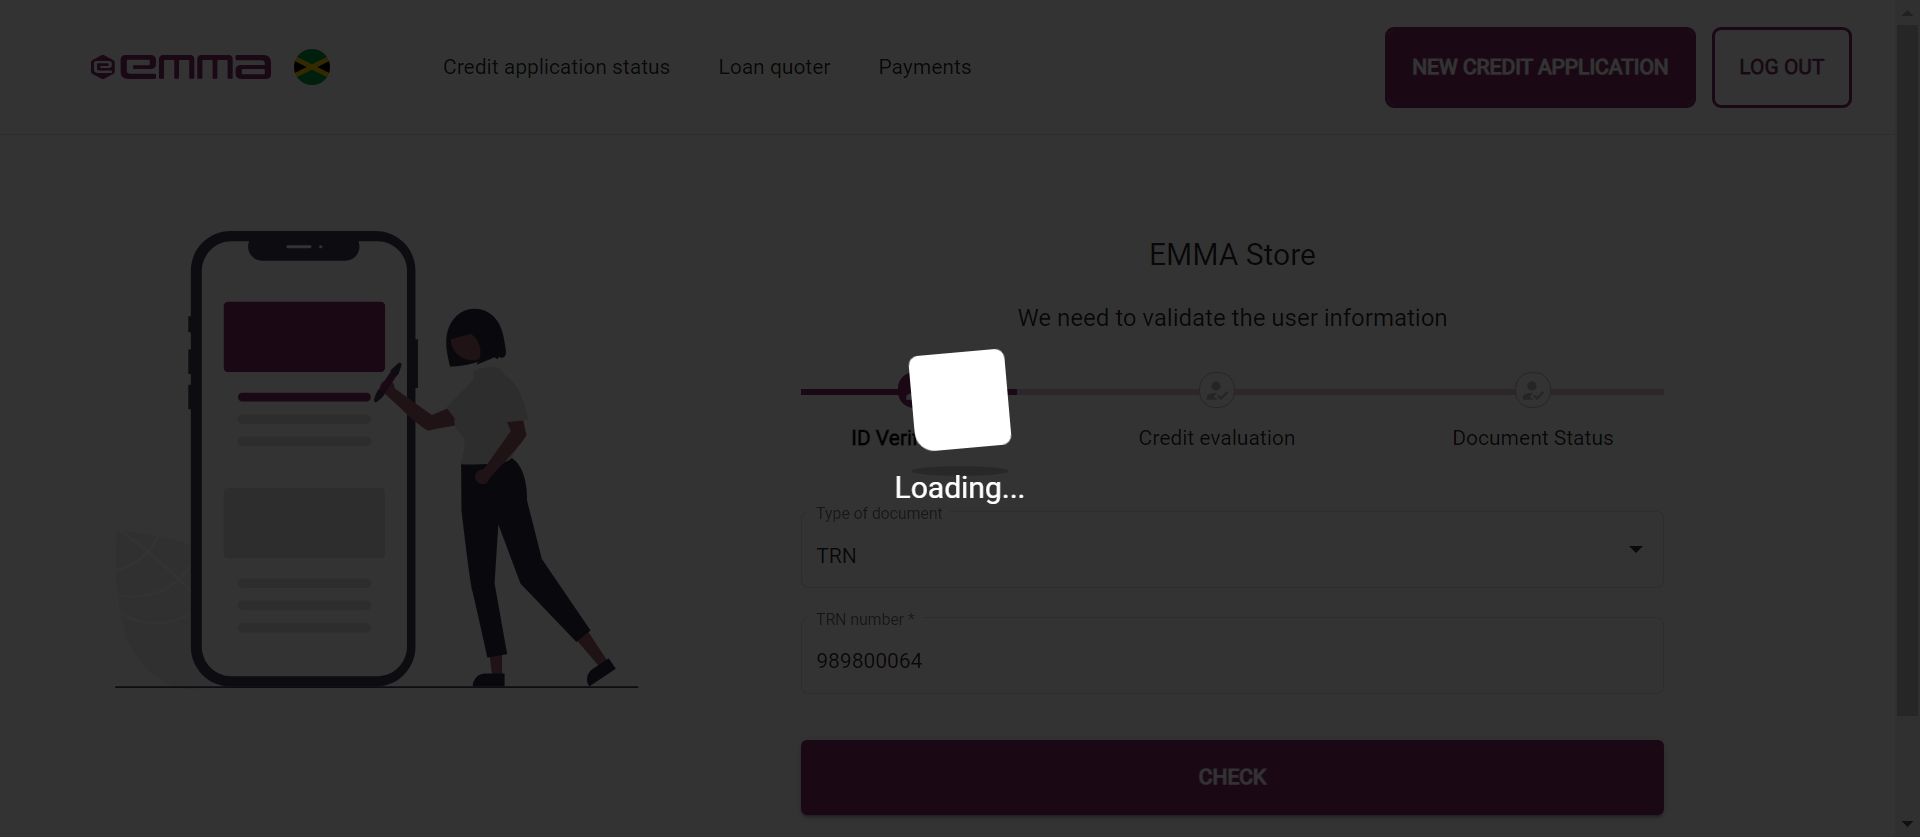 emma
Credit application status
Loan quoter
Payments
NEW CREDIT APPLICATION
LOG OUT
EMMA Store
We need to validate the user information
ID Veri
Credit evaluation
Document Status
Loading...
Type of document
TRN
TRN number *
989800064
CHECK